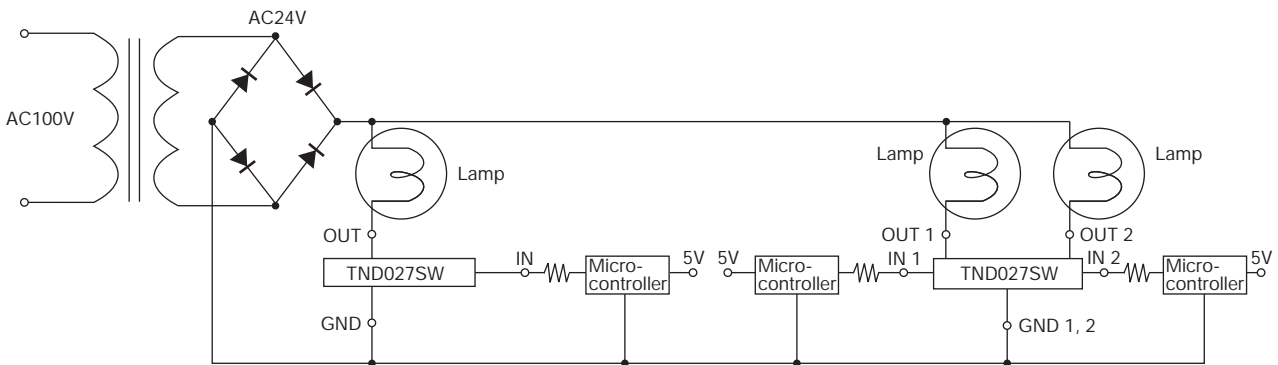 AC24V
AC100V
Lamp
Lamp
Lamp
OUT
OUT 1
OUT 2
TND027SW
IN
Micro-
controller
5V
5V
Micro-
controller
IN 1
TND027SW
IN 2
Micro-
controller
5V
GND
GND 1, 2